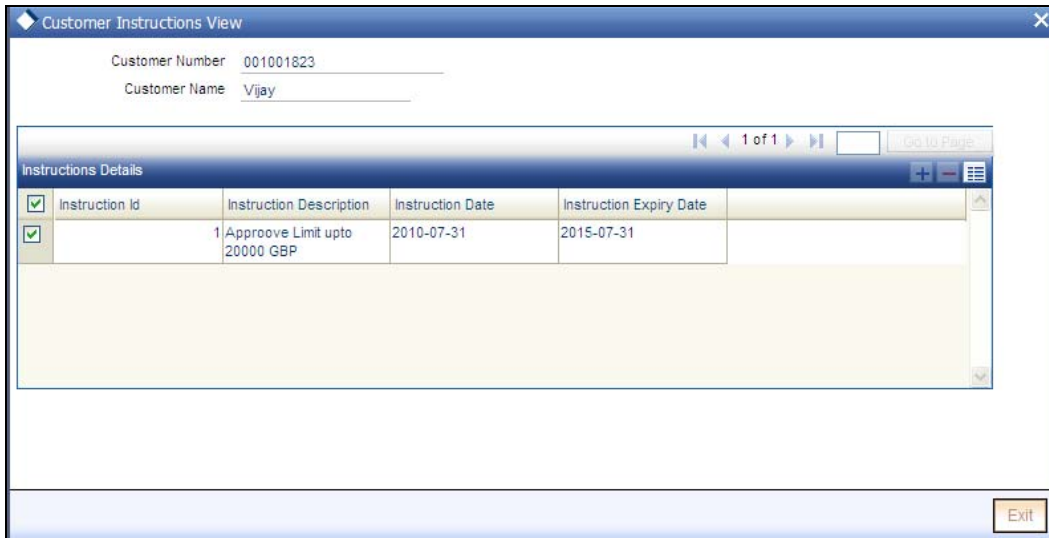 Customer Instructions View
Customer Number 001001823
Customer Name Vijay
1 of 1 Go to Page
Instructions Details
Instruction Id Instruction Description Instruction Date Instruction Expiry Date
1 Approove Limit upto 2010-07-31 2015-07-31
20000 GBP
Exit